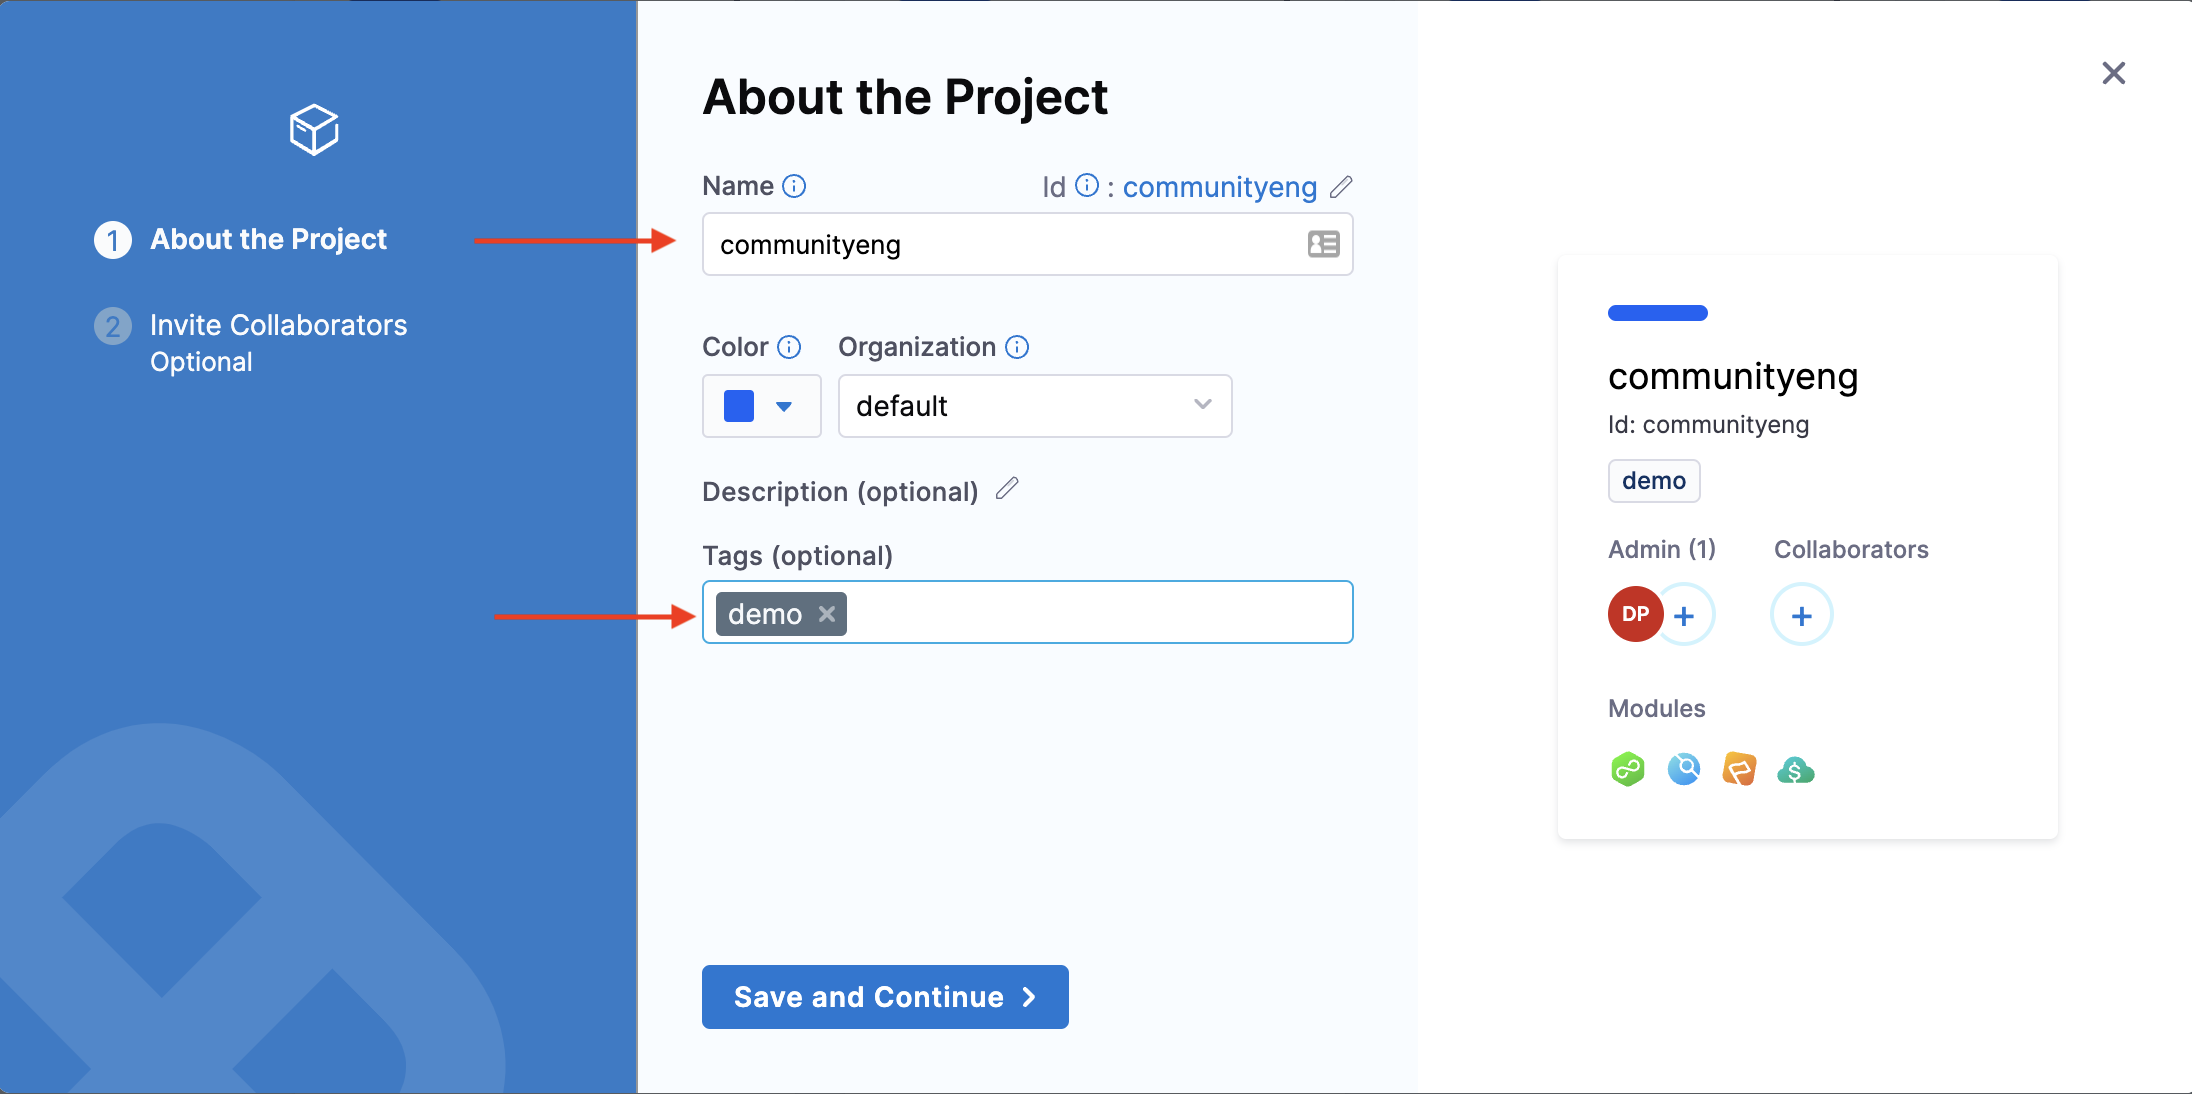 1 About the Project
2 Invite Collaborators
Optional
About the Project
Name
Id : communityeng
communityeng
Color
Organization
default
Description (optional)
Tags (optional)
demo
Save and Continue
communityeng
Id: communityeng
demo
Admin (1) Collaborators
DP + +
Modules